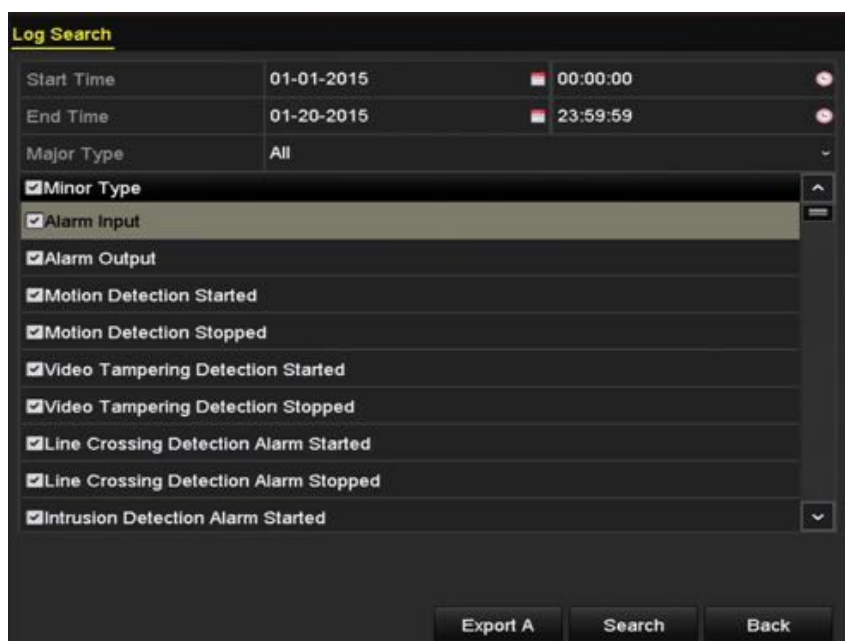 Log Search
Start Time 01-01-2015 00:00:00
End Time 01-20-2015 23:59:59
Major Type All
Minor Type
Alarm Input
Alarm Output
Motion Detection Started
Motion Detection Stopped
Video Tampering Detection Started
Video Tampering Detection Stopped
Line Crossing Detection Alarm Started
Line Crossing Detection Alarm Stopped
Intrusion Detection Alarm Started
Export A Search Back